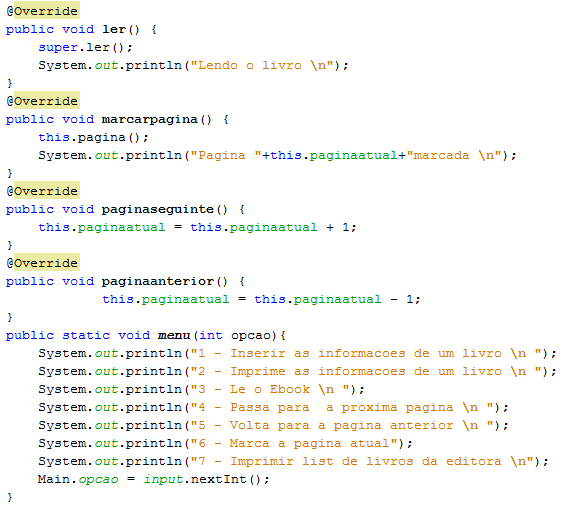 @Override
public void ler() {
    super.ler();
    System.out.println("Lendo o livro \n");
}
@Override
public void marcarpagina() {
    this.pagina();
    System.out.println("Pagina "+this.paginaatual+"marcada \n");
}
@Override
public void paginaseguinte() {
    this.paginaatual = this.paginaatual + 1;
}
@Override
public void paginaanterior() {
            this.paginaatual = this.paginaatual - 1;
}
public static void menu(int opcao){
    System.out.println("1 - Inserir as informacoes de um livro \n ");
    System.out.println("2 - Imprime as informacoes de um livro \n ");
    System.out.println("3 - Le o Ebook \n ");
    System.out.println("4 - Passa para  a proxima pagina \n ");
    System.out.println("5 - Volta para a pagina anterior \n ");
    System.out.println("6 - Marca a pagina atual");
    System.out.println("7 - Imprimir list de livros da editora \n");
    Main.opcao = input.nextInt();
}